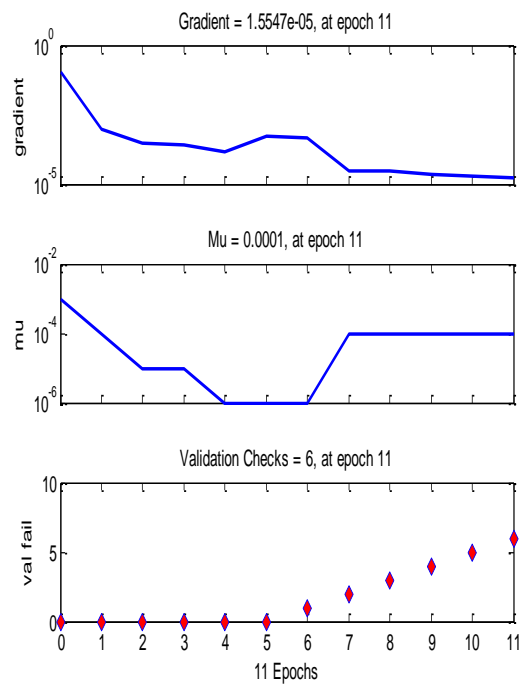 Gradient = 1.5547e-05, at epoch 11
10^0
gradient
10^-5
Mu = 0.0001, at epoch 11
10^-2
10^-4
mu
10^-6
Validation Checks = 6, at epoch 11
10
5
val fail
0
0 1 2 3 4 5 6 7 8 9 10 11
11 Epochs